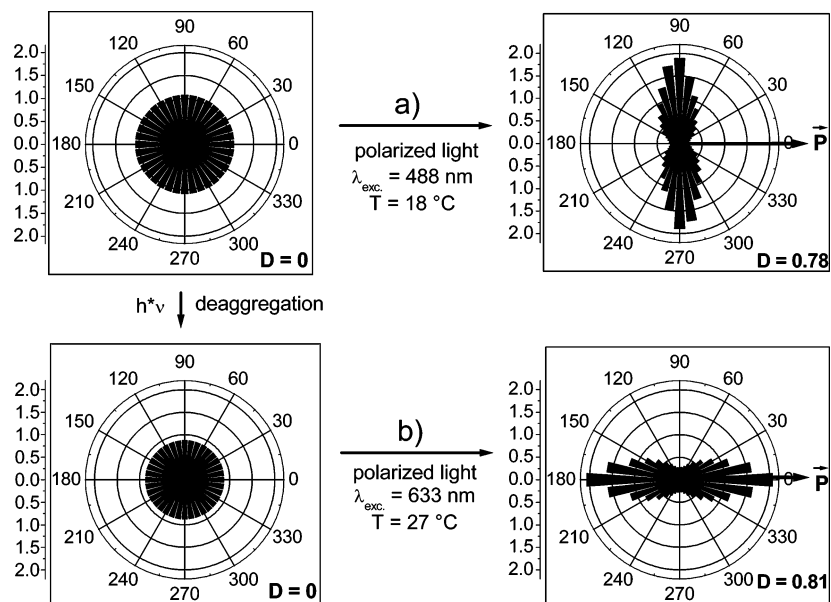 90
120 60
2.0
1.5 150 30
1.0
0.5
0.0 180 0
0.5
1.0
1.5 210 330
2.0
240 300
270
D = 0
a)
polarized light
λexc. = 488 nm
T = 18 °C
90
120 60
2.0
1.5 150 30
1.0
0.5
0.0 180 0 P
0.5
1.0
1.5 210 330
2.0
240 300
270
D = 0.78
h*ν deaggregation
90
120 60
2.0
1.5 150 30
1.0
0.5
0.0 180 0
0.5
1.0
1.5 210 330
2.0
240 300
270
D = 0
b)
polarized light
λexc. = 633 nm
T = 27 °C
90
120 60
2.0
1.5 150 30
1.0
0.5
0.0 180 0 P
0.5
1.0
1.5 210 330
2.0
240 300
270
D = 0.81